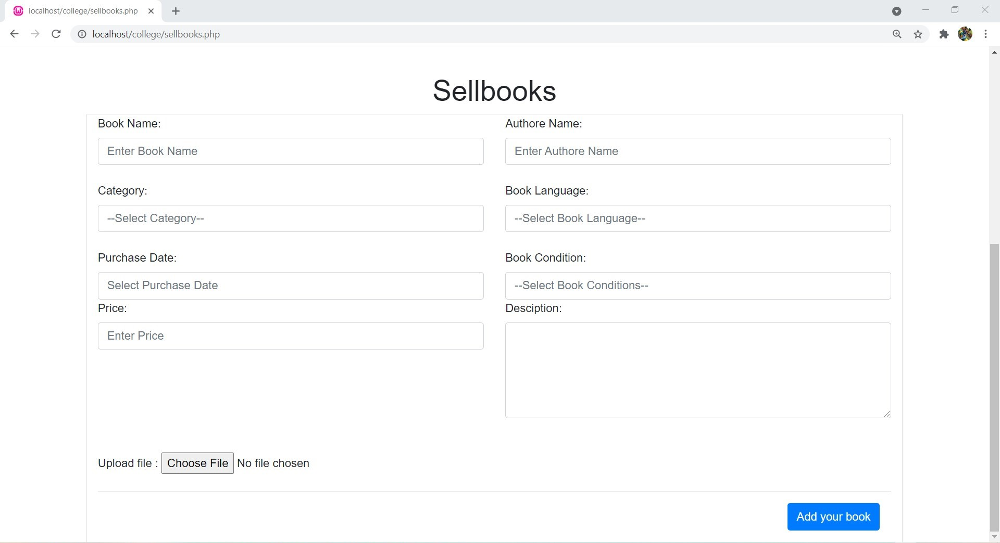 localhost/college/sellbooks.php
localhost/college/sellbooks.php
Sellbooks
Book Name:
Authore Name:
Enter Book Name
Enter Authore Name
Category:
Book Language:
--Select Category--
--Select Book Language--
Purchase Date:
Book Condition:
Select Purchase Date
--Select Book Conditions--
Price:
Desciption:
Enter Price
Upload file : Choose File No file chosen
Add your book